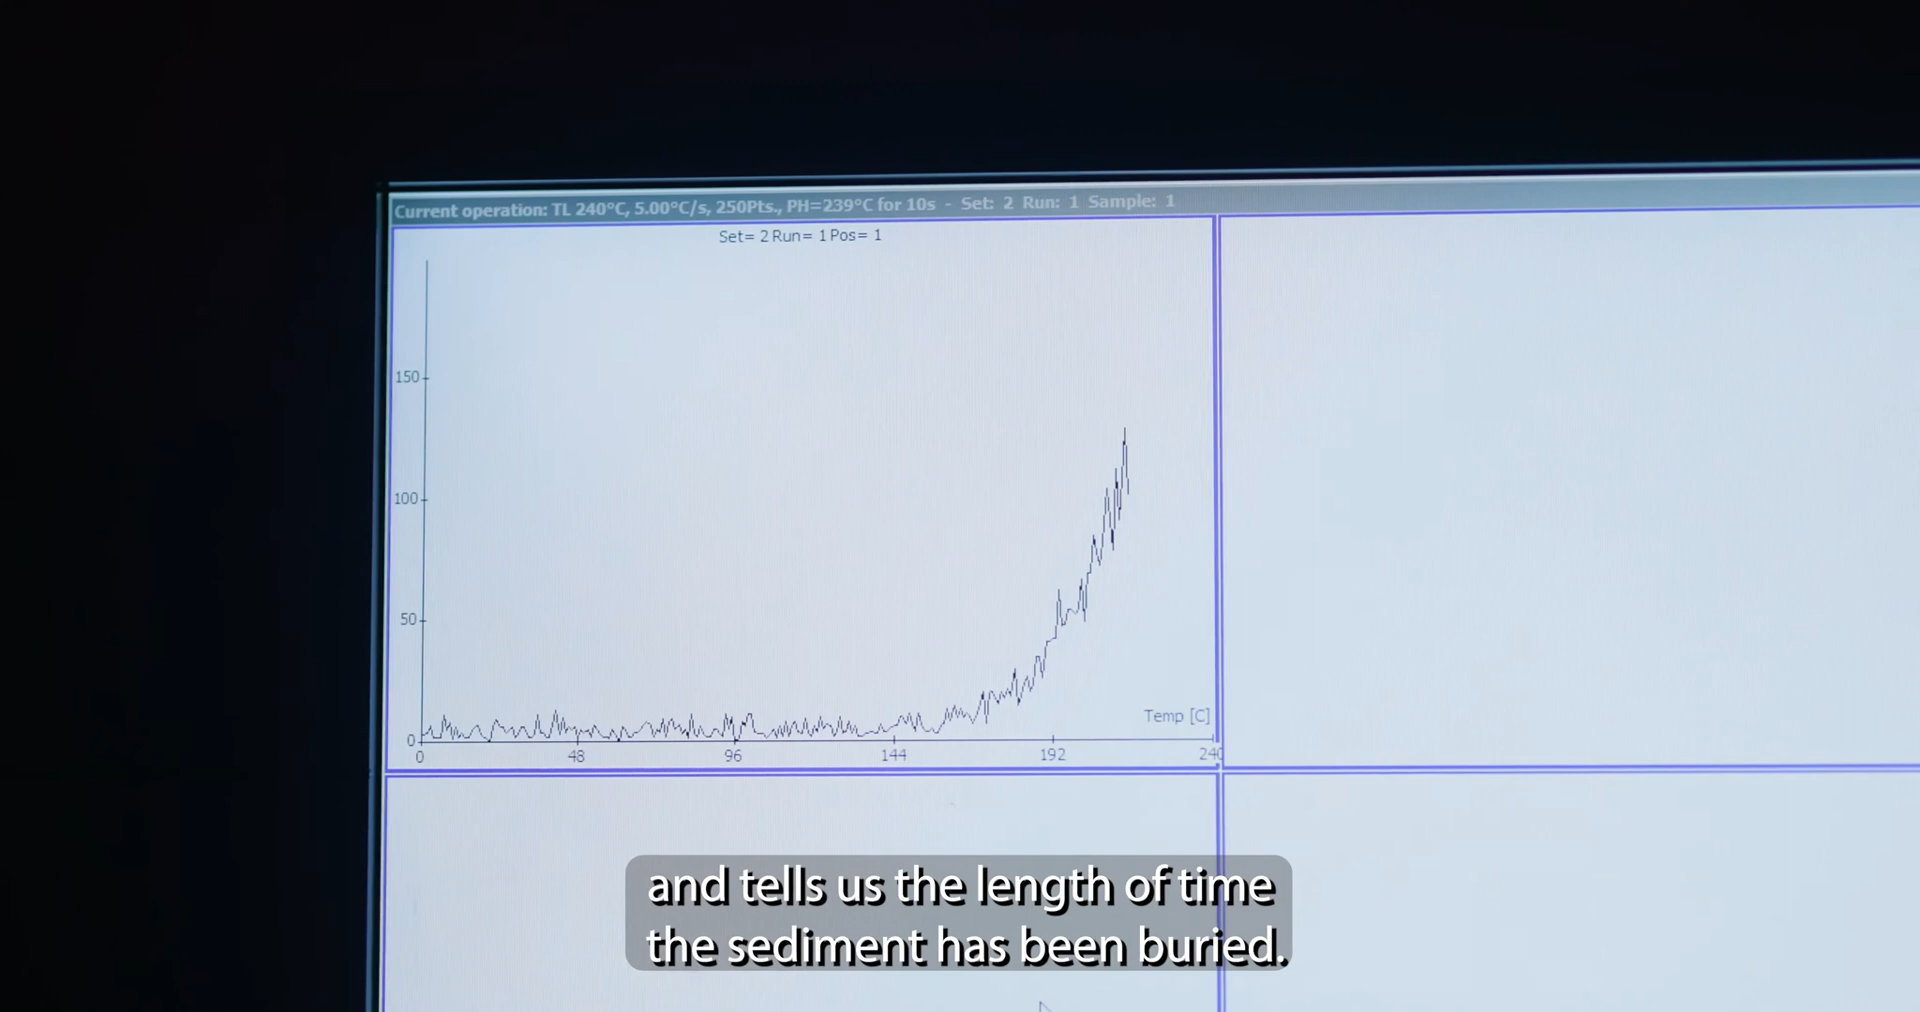 Current operation: TL 240°C, 5.00°C/s, 250Pts., PH=239°C for 10s - Set: 2 Run: 1 Sample: 1
Set= 2 Run= 1 Pos= 1
150
100
50
0
Temp [C]
0 48 96 144 192 240
and tells us the length of time
the sediment has been buried.